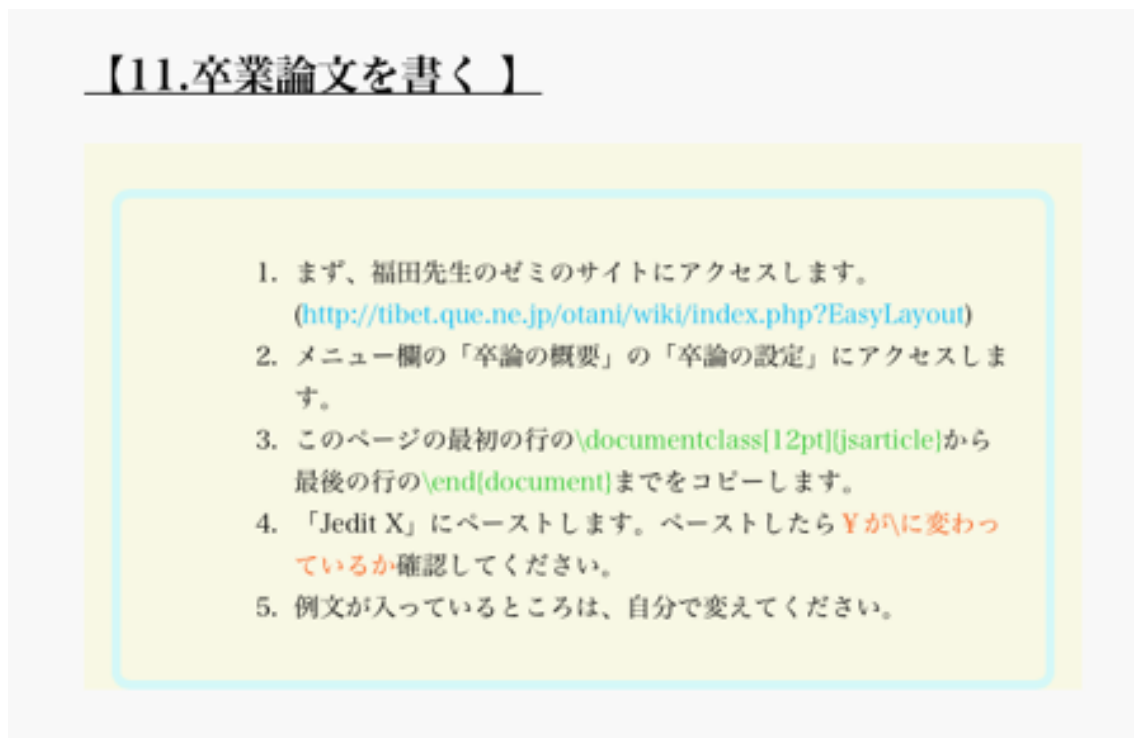 【11.卒業論文を書く 】
1. まず、福田先生のゼミのサイトにアクセスします。
(http://tibet.que.ne.jp/otani/wiki/index.php?EasyLayout)
2. メニュー欄の「卒論の概要」の「卒論の設定」にアクセスしま
す。
3. このページの最初の行の\documentclass[12pt]{jsarticle}から
最後の行の\end{document}までをコピーします。
4. 「Jedit X」にペーストします。ペーストしたら¥が\に変わっ
ているか確認してください。
5. 例文が入っているところは、自分で変えてください。